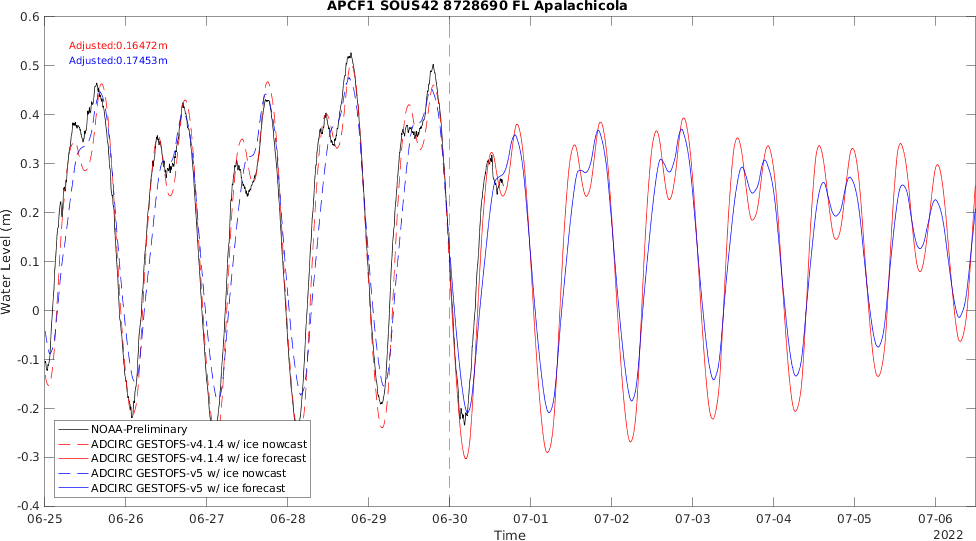 APCF1 SOUS42 8728690 FL Apalachicola
Adjusted:0.16472m
Adjusted:0.17453m
0.6
0.5
0.4
0.3
0.2
0.1
0
-0.1
-0.2
-0.3
-0.4
Water Level (m)
NOAA-Preliminary
ADCIRC GESTOFS-v4.1.4 w/ ice nowcast
ADCIRC GESTOFS-v4.1.4 w/ ice forecast
ADCIRC GESTOFS-v5 w/ ice nowcast
ADCIRC GESTOFS-v5 w/ ice forecast
06-25 06-26 06-27 06-28 06-29 06-30 07-01 07-02 07-03 07-04 07-05 07-06
Time
2022